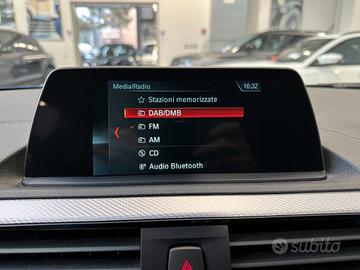 Media/Radio
16:32
Stazioni memorizzate
DAB/DMB
FM
AM
CD
Audio Bluetooth
subito